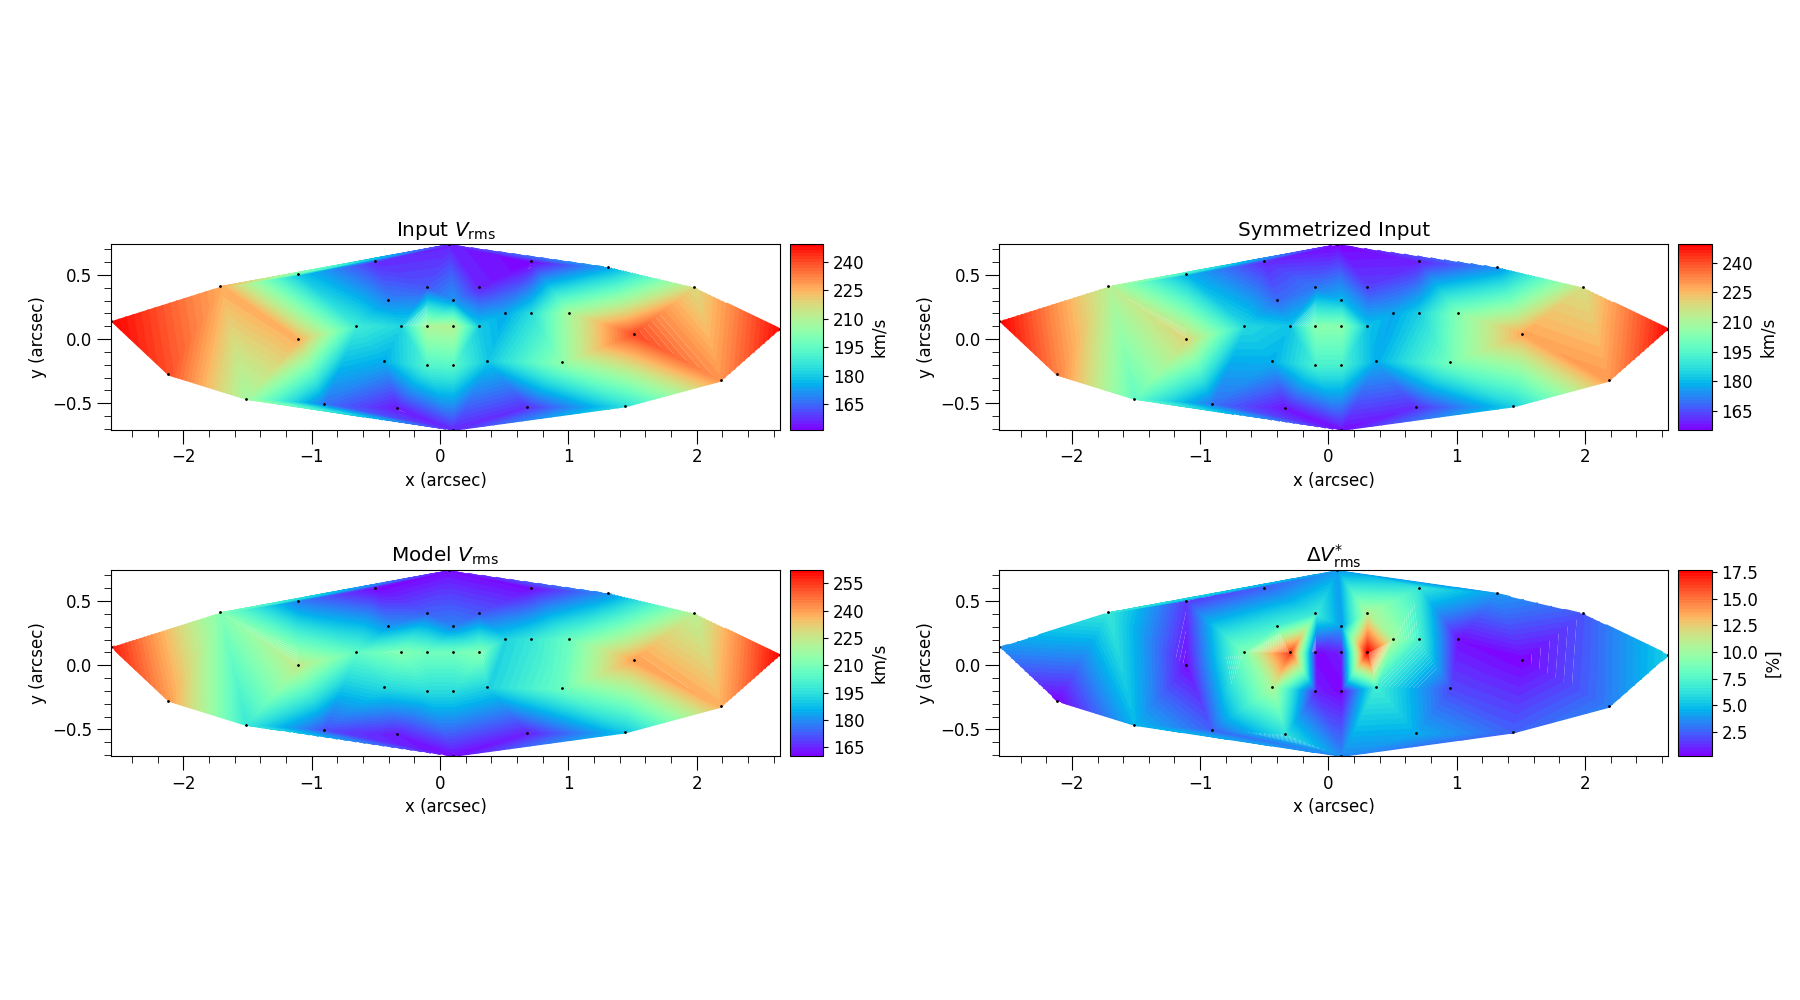 Input Vrms
Symmetrized Input
y (arcsec)
0.5
0.0
−0.5
−2 −1 0 1 2
x (arcsec)
240
225
210
195
180
165
km/s
y (arcsec)
0.5
0.0
−0.5
−2 −1 0 1 2
x (arcsec)
240
225
210
195
180
165
km/s
Model Vrms
ΔV*rms
y (arcsec)
0.5
0.0
−0.5
−2 −1 0 1 2
x (arcsec)
255
240
225
210
195
180
165
km/s
y (arcsec)
0.5
0.0
−0.5
−2 −1 0 1 2
x (arcsec)
17.5
15.0
12.5
10.0
7.5
5.0
2.5
[%]